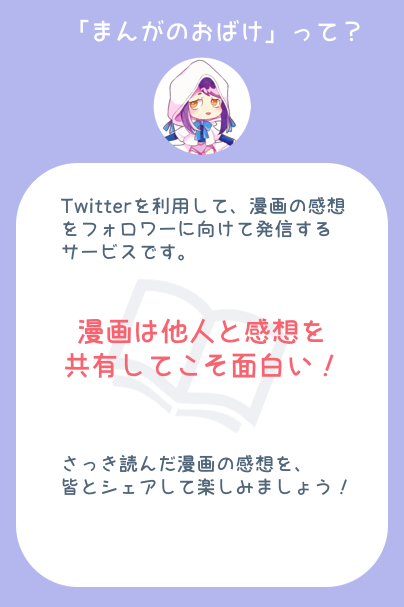 「まんがのおばけ」って？
Twitterを利用して、漫画の感想
をフォロワーに向けて発信する
サービスです。
漫画は他人と感想を
共有してこそ面白い！
さっき読んだ漫画の感想を、
皆とシェアして楽しみましょう！